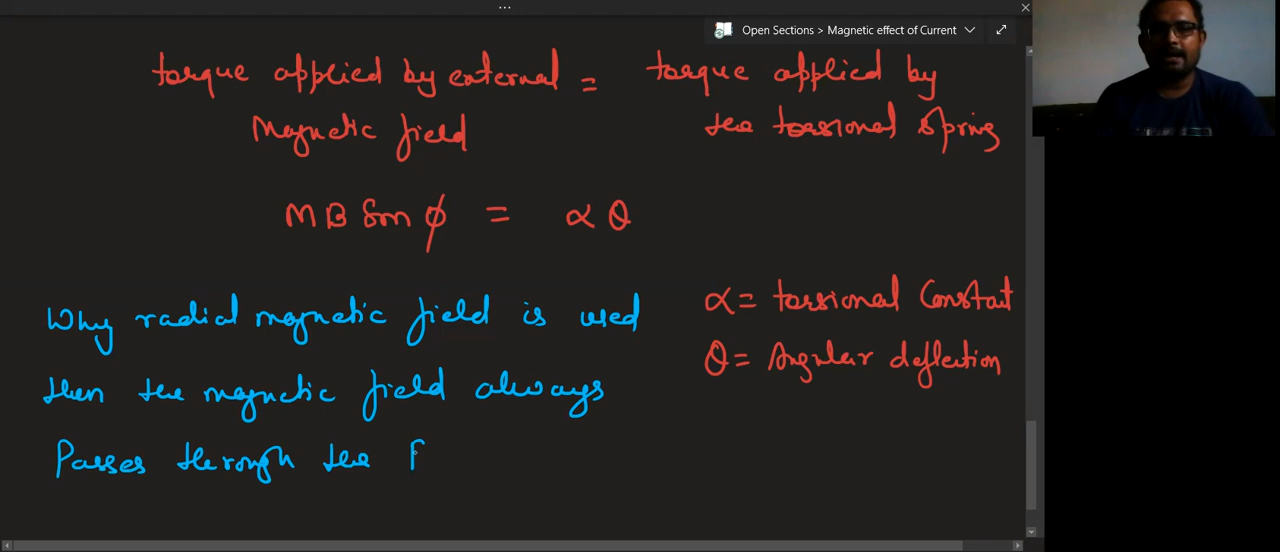 Open Sections > Magnetic effect of Current
torque applied by external = torque applied by
Magnetic field the torsional spring
MB Sin ϕ = α θ
α = torsional Constant
θ = Angular deflection
Why radial magnetic field is used
then the magnetic field always
Passes through the P